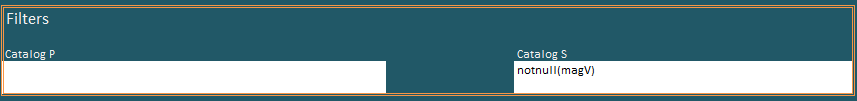 Filters
Catalog P
Catalog S
notnull(magV)